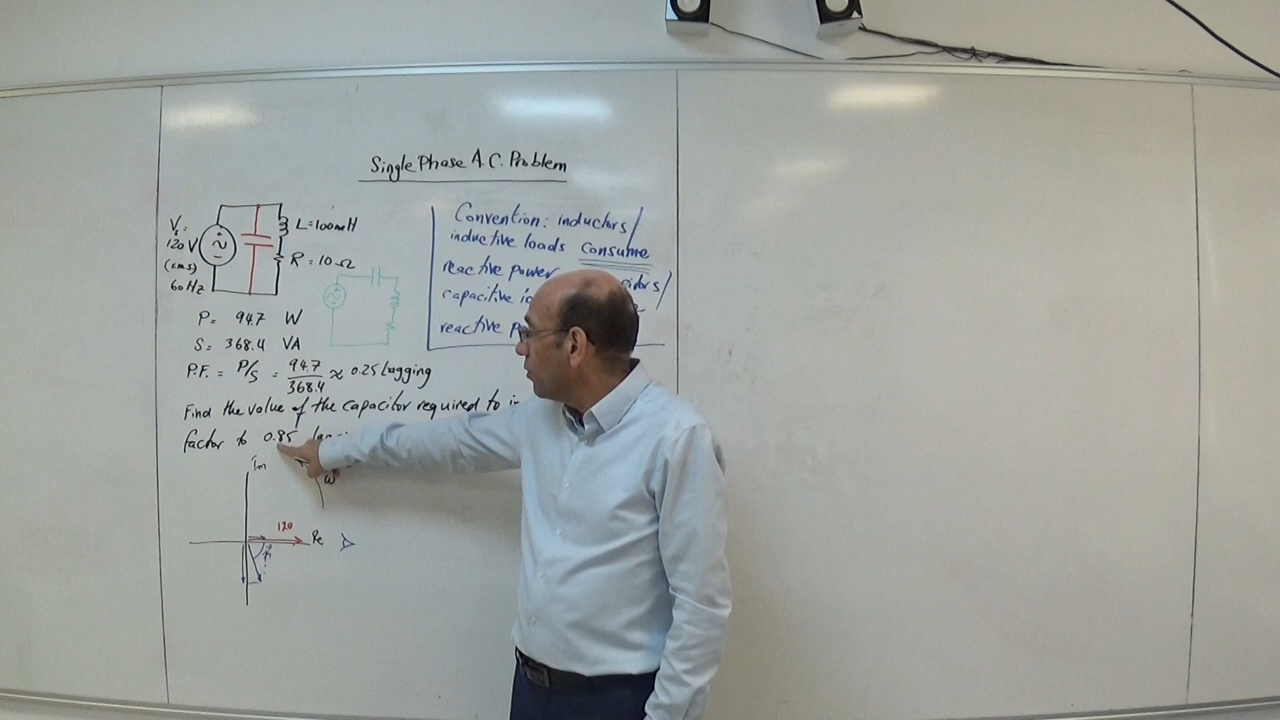 Single Phase A.C. Problem
Vs =
120 V
(rms)
60 Hz
L=100mH
R = 10 Ω
Convention: inductors/
inductive loads consume
reactive power
capacitive
reactive
P= 94.7 W
S= 368.4 VA
P.F. = P/S = 94.7/368.4 ≈ 0.25 Lagging
Find the value of the capacitor required to
factor to 0.85
Im
ω
120
Re